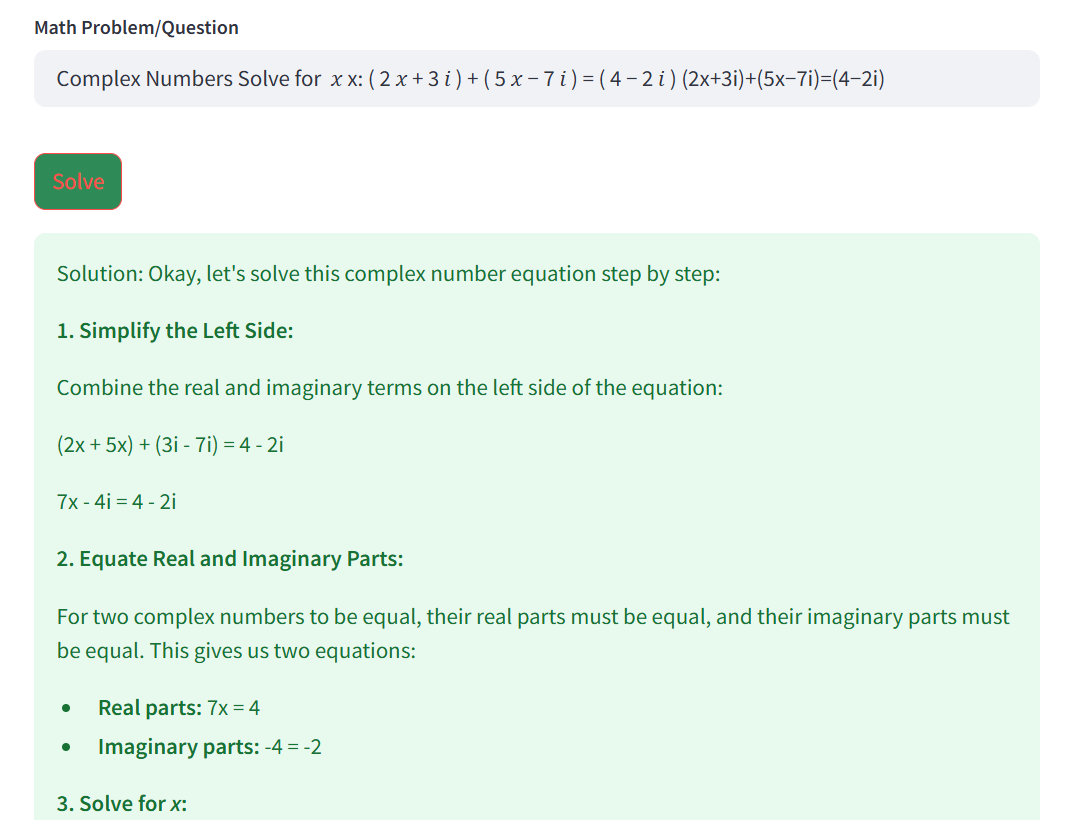 Math Problem/Question
Complex Numbers Solve for x x: ( 2 x + 3 i ) + ( 5 x − 7 i ) = ( 4 − 2 i ) (2x+3i)+(5x−7i)=(4−2i)
Solve
Solution: Okay, let's solve this complex number equation step by step:
1. Simplify the Left Side:
Combine the real and imaginary terms on the left side of the equation:
(2x + 5x) + (3i - 7i) = 4 - 2i
7x - 4i = 4 - 2i
2. Equate Real and Imaginary Parts:
For two complex numbers to be equal, their real parts must be equal, and their imaginary parts must
be equal. This gives us two equations:
• Real parts: 7x = 4
• Imaginary parts: -4 = -2
3. Solve for x: